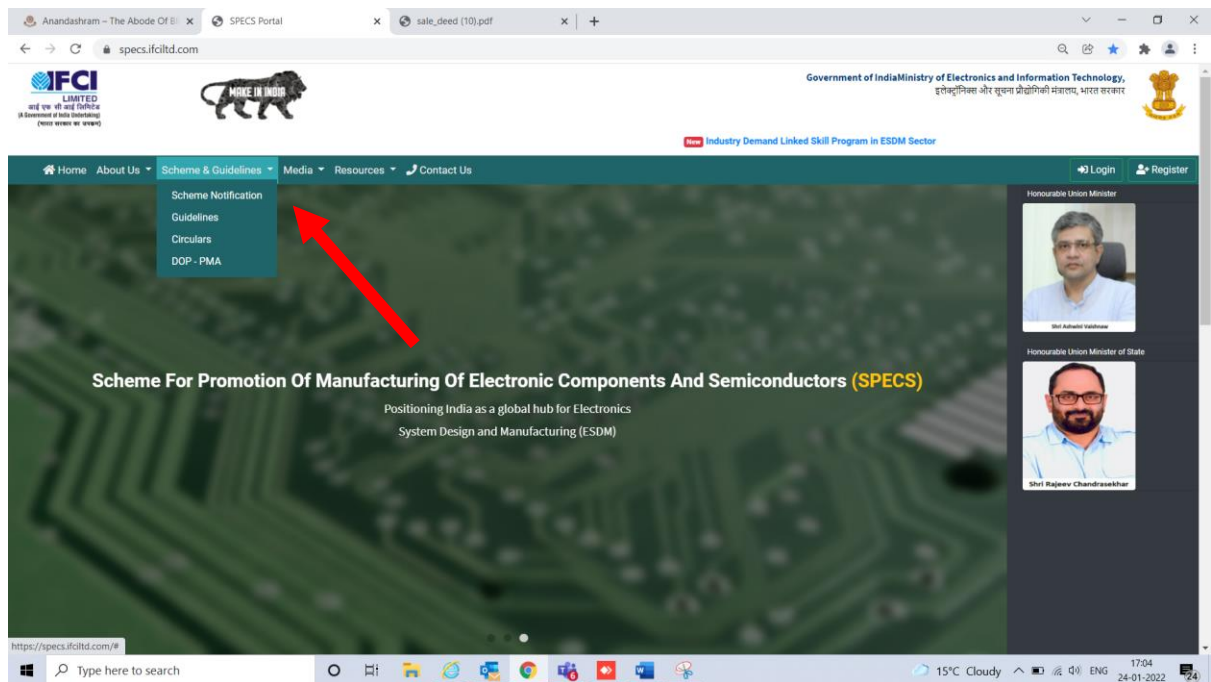 Anandashram – The Abode Of Bl
SPECS Portal
sale_deed (10).pdf
specs.ifciltd.com
IFCI
LIMITED
आई एफ सी आई लिमिटेड
(A Government of India Undertaking)
(भारत सरकार का उपक्रम)
MAKE IN INDIA
Government of IndiaMinistry of Electronics and Information Technology,
इलेक्ट्रॉनिक्स और सूचना प्रौद्योगिकी मंत्रालय, भारत सरकार
New Industry Demand Linked Skill Program in ESDM Sector
Home About Us Scheme & Guidelines Media Resources Contact Us Login Register
Scheme Notification
Guidelines
Circulars
DOP - PMA
Honourable Union Minister
Shri Ashwini Vaishnaw
Honourable Union Minister of State
Shri Rajeev Chandrasekhar
Scheme For Promotion Of Manufacturing Of Electronic Components And Semiconductors (SPECS)
Positioning India as a global hub for Electronics
System Design and Manufacturing (ESDM)
https://specs.ifciltd.com/#
Type here to search
15°C Cloudy
ENG
17:04
24-01-2022
24